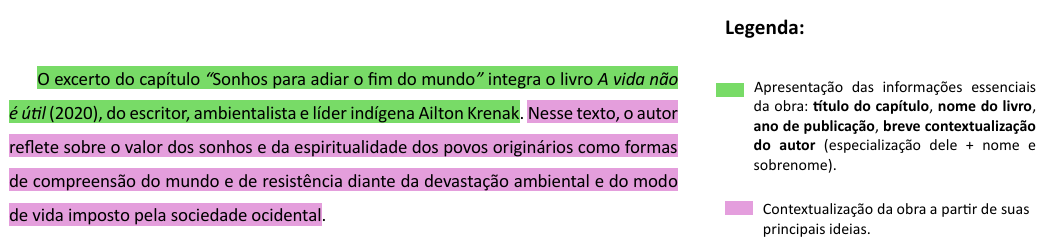 O excerto do capítulo “Sonhos para adiar o fim do mundo” integra o livro A vida não
é útil (2020), do escritor, ambientalista e líder indígena Ailton Krenak. Nesse texto, o autor
reflete sobre o valor dos sonhos e da espiritualidade dos povos originários como formas
de compreensão do mundo e de resistência diante da devastação ambiental e do modo
de vida imposto pela sociedade ocidental.
Legenda:
Apresentação das informações essenciais
da obra: título do capítulo, nome do livro,
ano de publicação, breve contextualização
do autor (especialização dele + nome e
sobrenome).
Contextualização da obra a partir de suas
principais ideias.